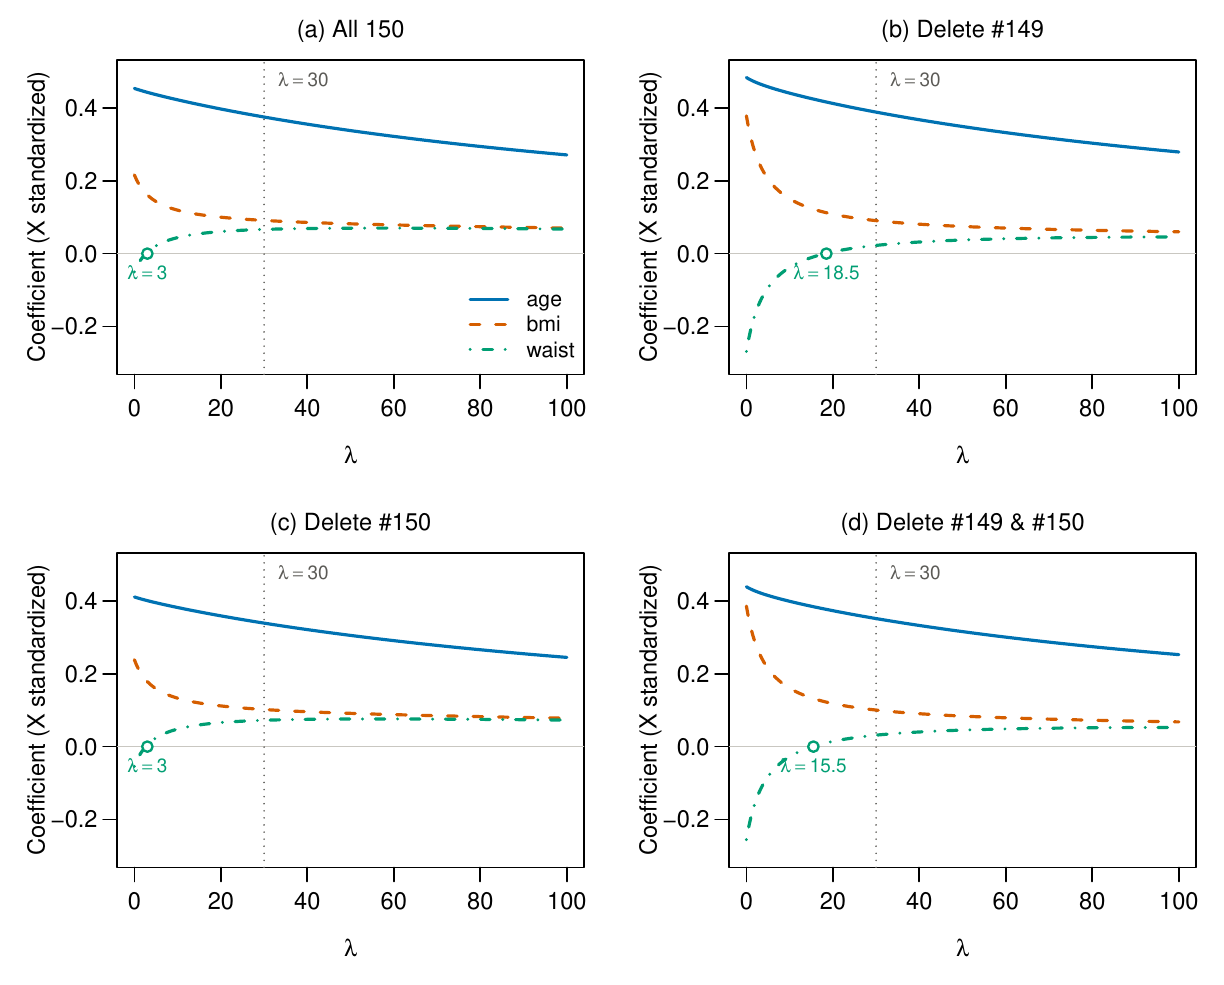 (a) All 150
Coefficient (X standardized)
0.4
0.2
0.0
−0.2
λ = 30
λ = 3
age
bmi
waist
0 20 40 60 80 100
λ
(b) Delete #149
Coefficient (X standardized)
0.4
0.2
0.0
−0.2
λ = 30
λ = 18.5
0 20 40 60 80 100
λ
(c) Delete #150
Coefficient (X standardized)
0.4
0.2
0.0
−0.2
λ = 30
λ = 3
0 20 40 60 80 100
λ
(d) Delete #149 & #150
Coefficient (X standardized)
0.4
0.2
0.0
−0.2
λ = 30
λ = 15.5
0 20 40 60 80 100
λ